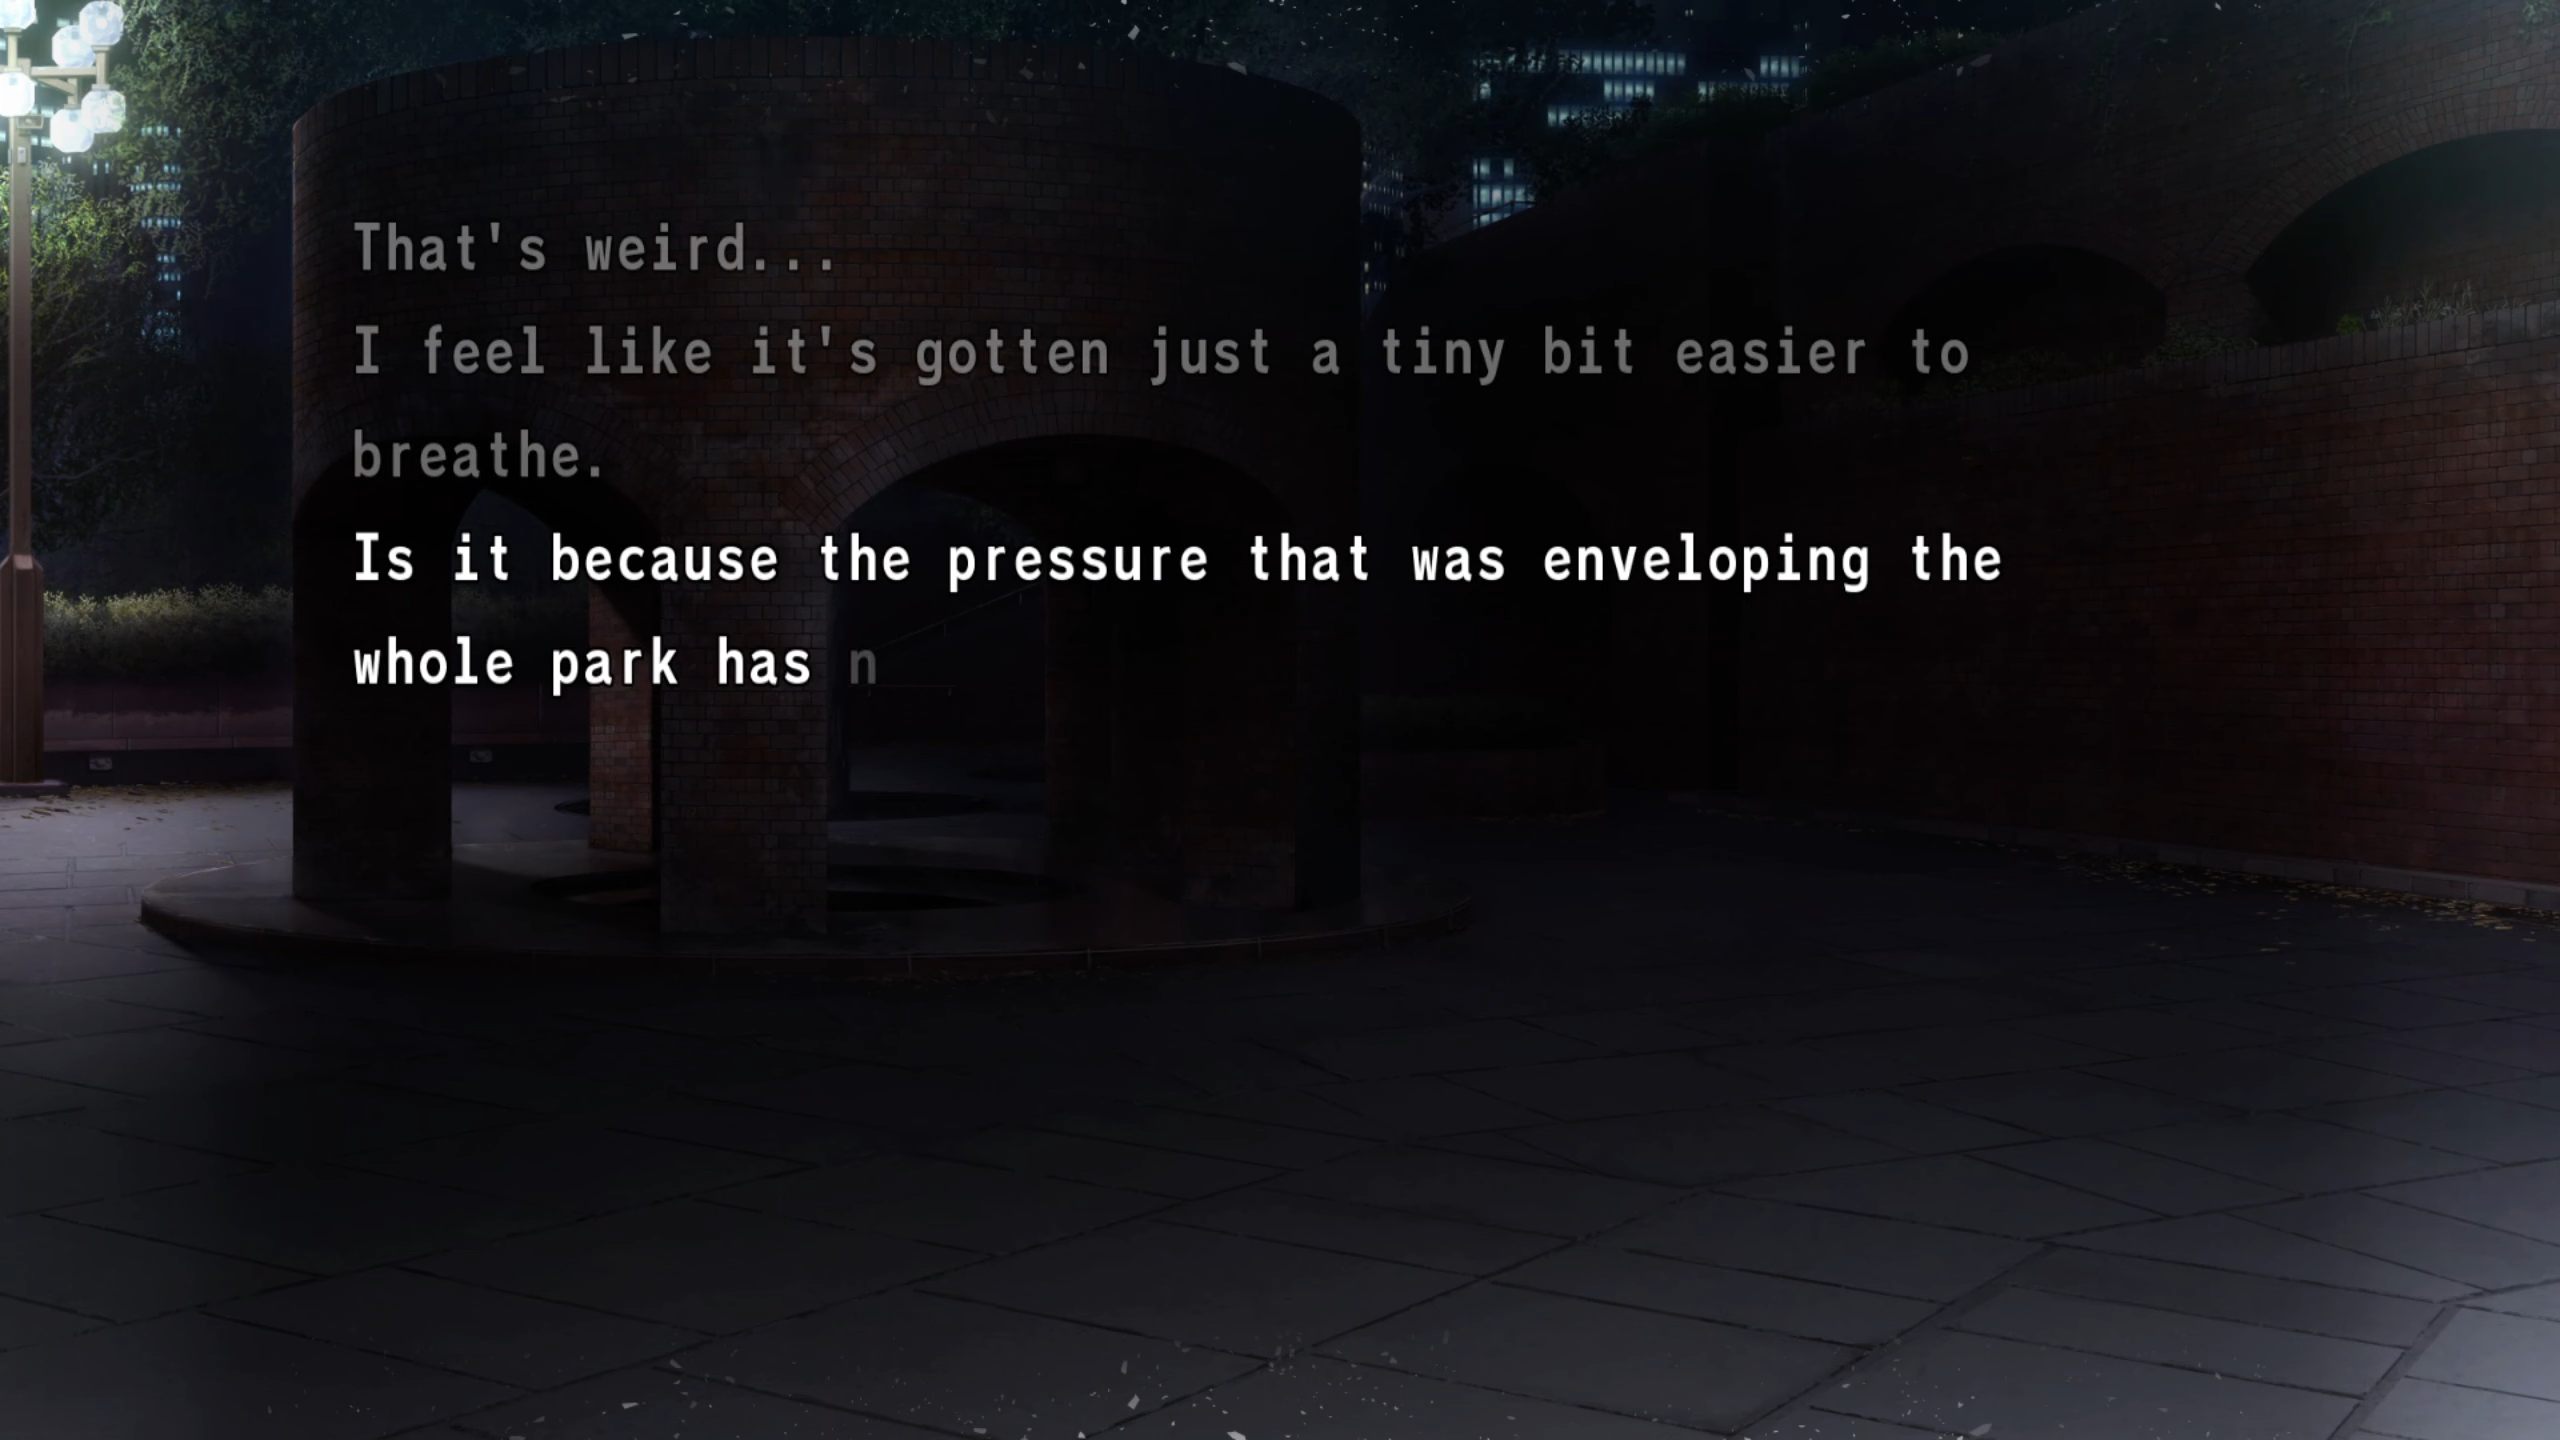 That's weird...
I feel like it's gotten just a tiny bit easier to
breathe.
Is it because the pressure that was enveloping the
whole park has n